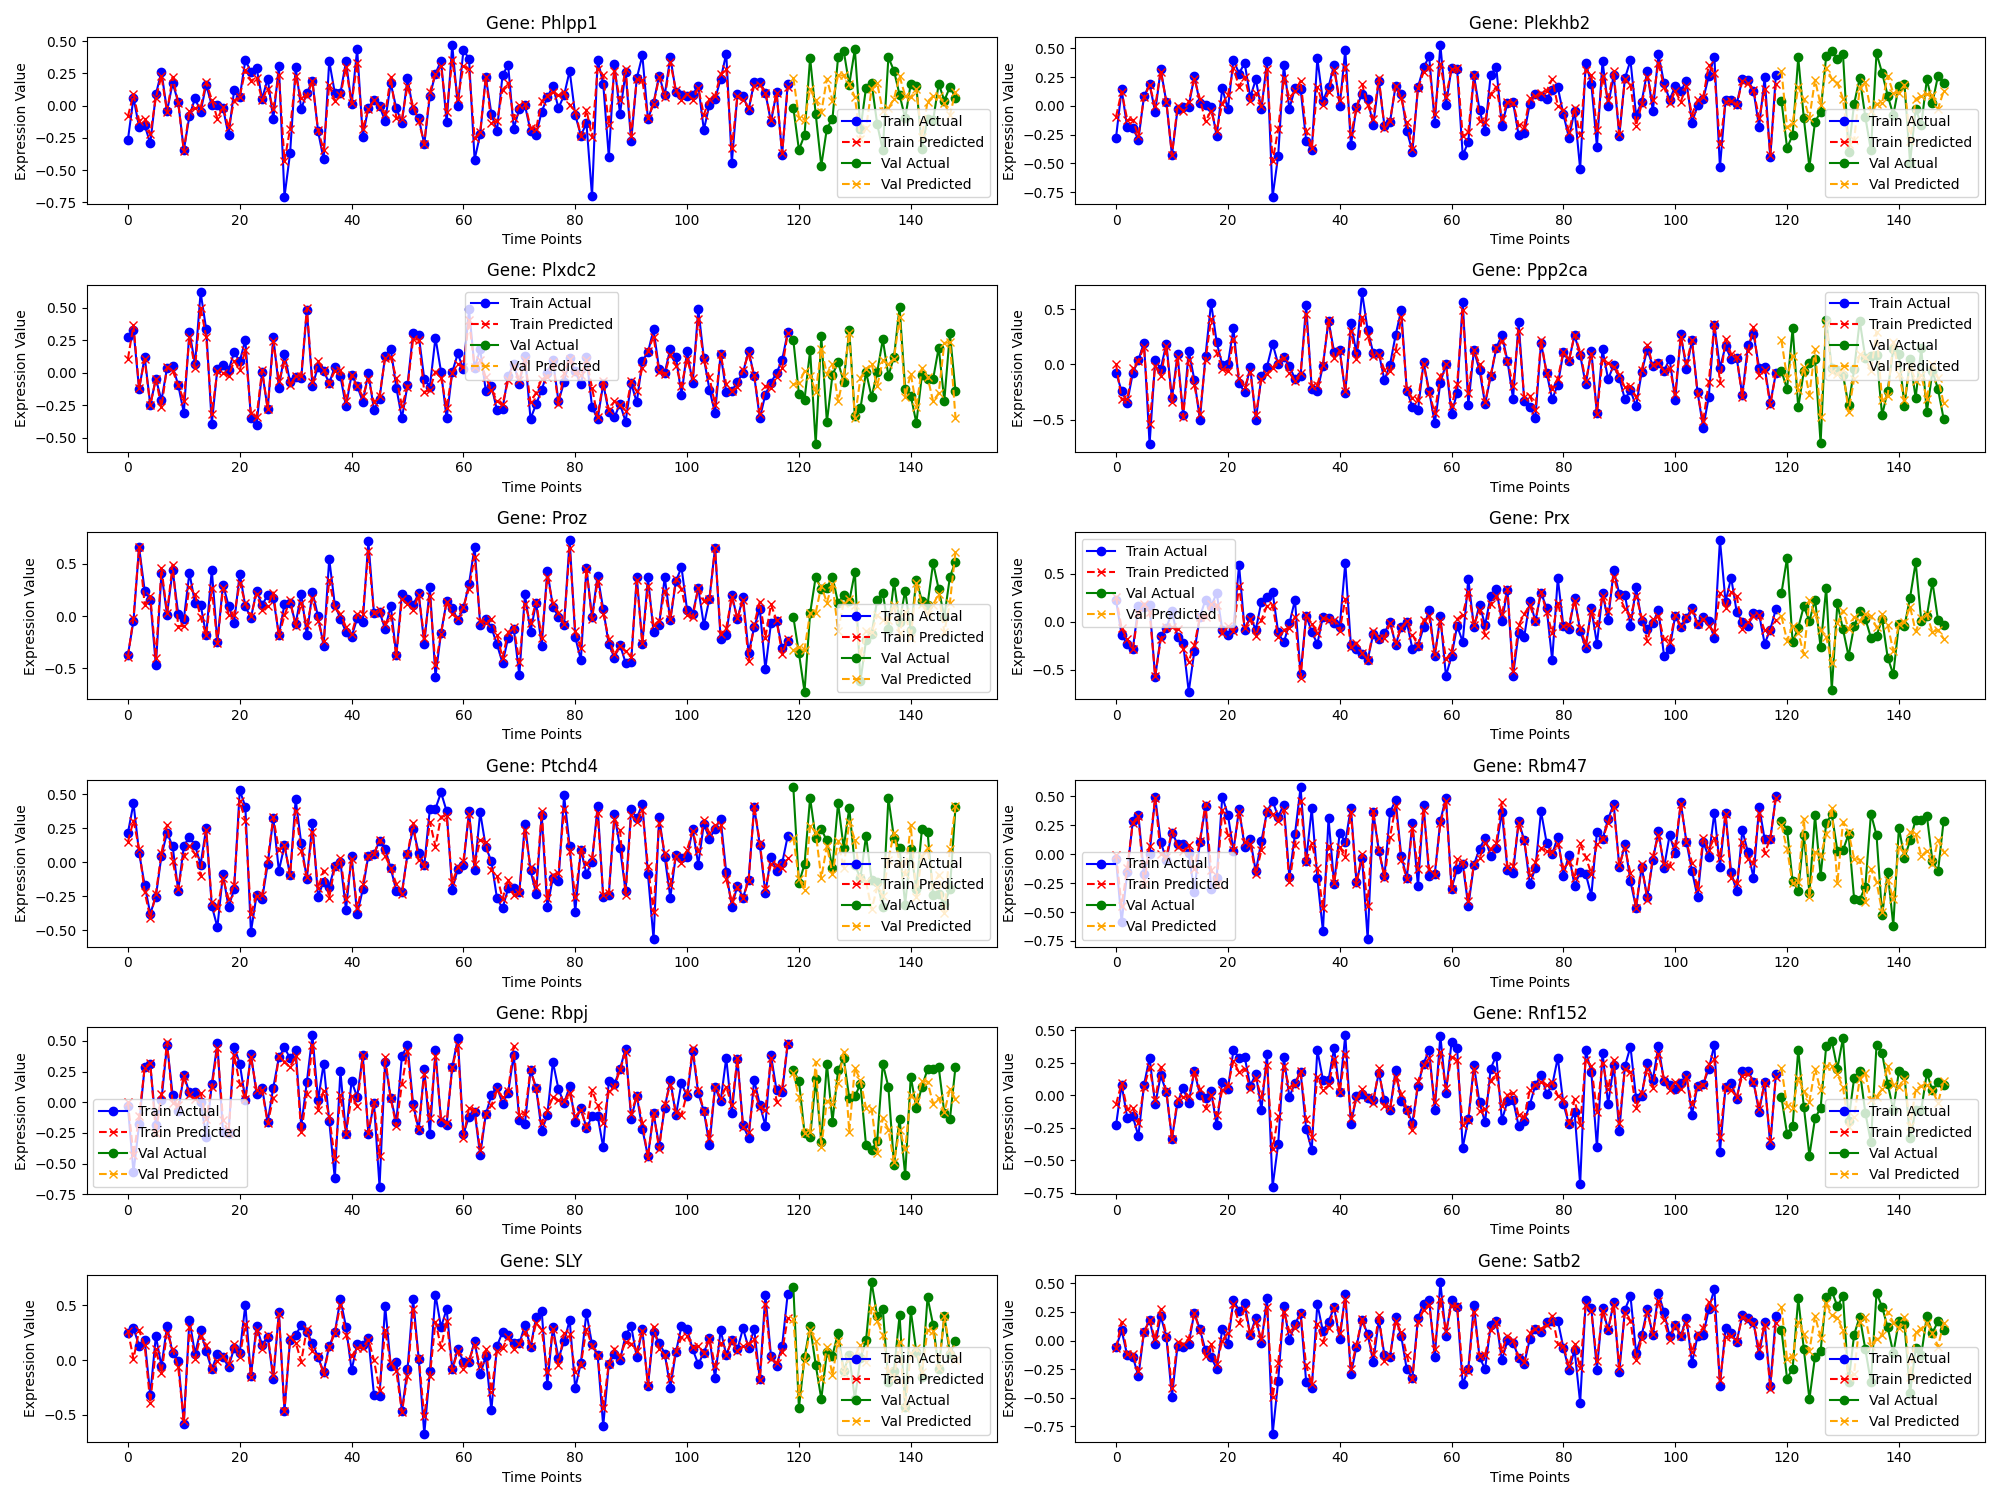 Gene: Phlpp1
Expression Value
0.50
0.25
0.00
−0.25
−0.50
−0.75
0 20 40 60 80 100 120 140
Time Points
Train Actual
Train Predicted
Val Actual
Val Predicted
Gene: Plekhb2
Expression Value
0.50
0.25
0.00
−0.25
−0.50
−0.75
0 20 40 60 80 100 120 140
Time Points
Train Actual
Train Predicted
Val Actual
Val Predicted
Gene: Plxdc2
Expression Value
0.50
0.25
0.00
−0.25
−0.50
0 20 40 60 80 100 120 140
Time Points
Train Actual
Train Predicted
Val Actual
Val Predicted
Gene: Ppp2ca
Expression Value
0.5
0.0
−0.5
0 20 40 60 80 100 120 140
Time Points
Train Actual
Train Predicted
Val Actual
Val Predicted
Gene: Proz
Expression Value
0.5
0.0
−0.5
0 20 40 60 80 100 120 140
Time Points
Train Actual
Train Predicted
Val Actual
Val Predicted
Gene: Prx
Expression Value
0.5
0.0
−0.5
0 20 40 60 80 100 120 140
Time Points
Train Actual
Train Predicted
Val Actual
Val Predicted
Gene: Ptchd4
Expression Value
0.50
0.25
0.00
−0.25
−0.50
0 20 40 60 80 100 120 140
Time Points
Train Actual
Train Predicted
Val Actual
Val Predicted
Gene: Rbm47
Expression Value
0.50
0.25
0.00
−0.25
−0.50
−0.75
0 20 40 60 80 100 120 140
Time Points
Train Actual
Train Predicted
Val Actual
Val Predicted
Gene: Rbpj
Expression Value
0.50
0.25
0.00
−0.25
−0.50
−0.75
0 20 40 60 80 100 120 140
Time Points
Train Actual
Train Predicted
Val Actual
Val Predicted
Gene: Rnf152
Expression Value
0.50
0.25
0.00
−0.25
−0.50
−0.75
0 20 40 60 80 100 120 140
Time Points
Train Actual
Train Predicted
Val Actual
Val Predicted
Gene: SLY
Expression Value
0.5
0.0
−0.5
0 20 40 60 80 100 120 140
Time Points
Train Actual
Train Predicted
Val Actual
Val Predicted
Gene: Satb2
Expression Value
0.50
0.25
0.00
−0.25
−0.50
−0.75
0 20 40 60 80 100 120 140
Time Points
Train Actual
Train Predicted
Val Actual
Val Predicted